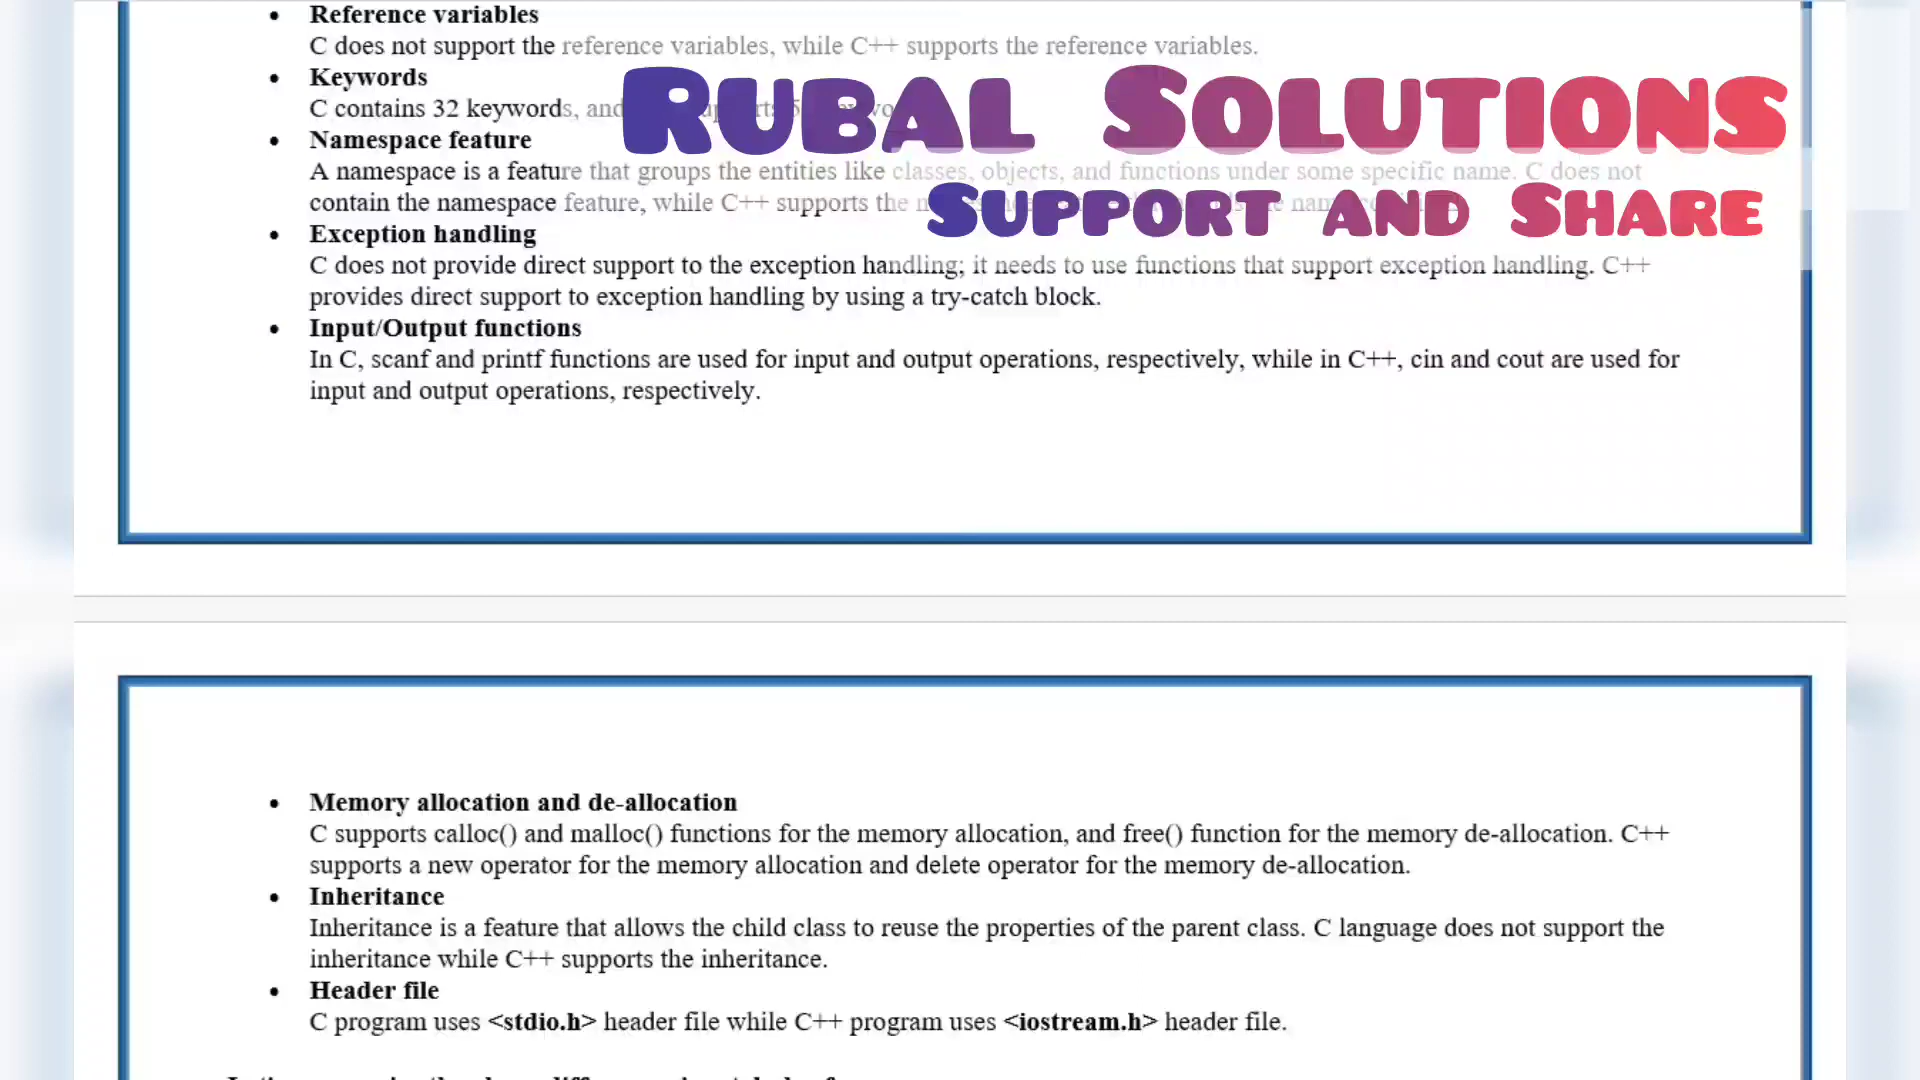 • Reference variables
C does not support the reference variables, while C++ supports the reference variables.
• Keywords
C contains 32 keywords, and
RUBAL SOLUTIONS
• Namespace feature
A namespace is a feature that groups the entities like classes, objects, and functions under some specific name. C does not
contain the namespace feature, while C++ supports the
SUPPORT AND SHARE
• Exception handling
C does not provide direct support to the exception handling; it needs to use functions that support exception handling. C++
provides direct support to exception handling by using a try-catch block.
• Input/Output functions
In C, scanf and printf functions are used for input and output operations, respectively, while in C++, cin and cout are used for
input and output operations, respectively.
• Memory allocation and de-allocation
C supports calloc() and malloc() functions for the memory allocation, and free() function for the memory de-allocation. C++
supports a new operator for the memory allocation and delete operator for the memory de-allocation.
• Inheritance
Inheritance is a feature that allows the child class to reuse the properties of the parent class. C language does not support the
inheritance while C++ supports the inheritance.
• Header file
C program uses <stdio.h> header file while C++ program uses <iostream.h> header file.